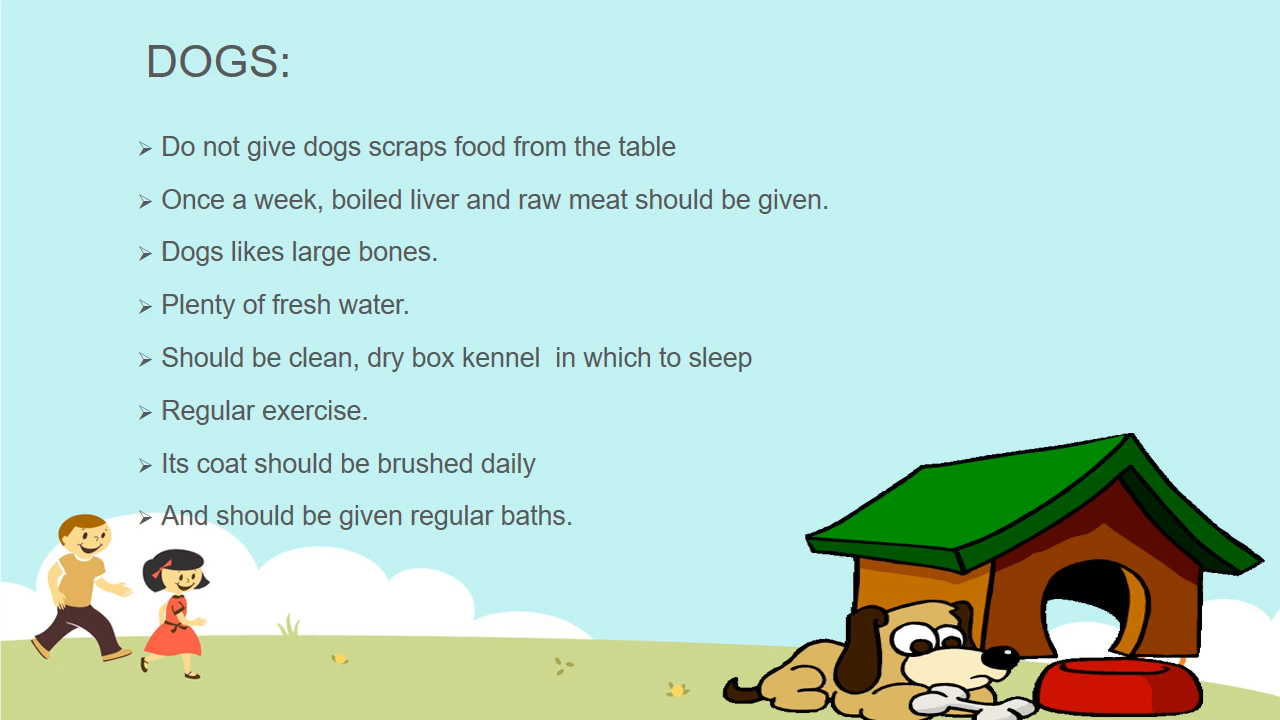 DOGS:
➢ Do not give dogs scraps food from the table
➢ Once a week, boiled liver and raw meat should be given.
➢ Dogs likes large bones.
➢ Plenty of fresh water.
➢ Should be clean, dry box kennel  in which to sleep
➢ Regular exercise.
➢ Its coat should be brushed daily
➢ And should be given regular baths.